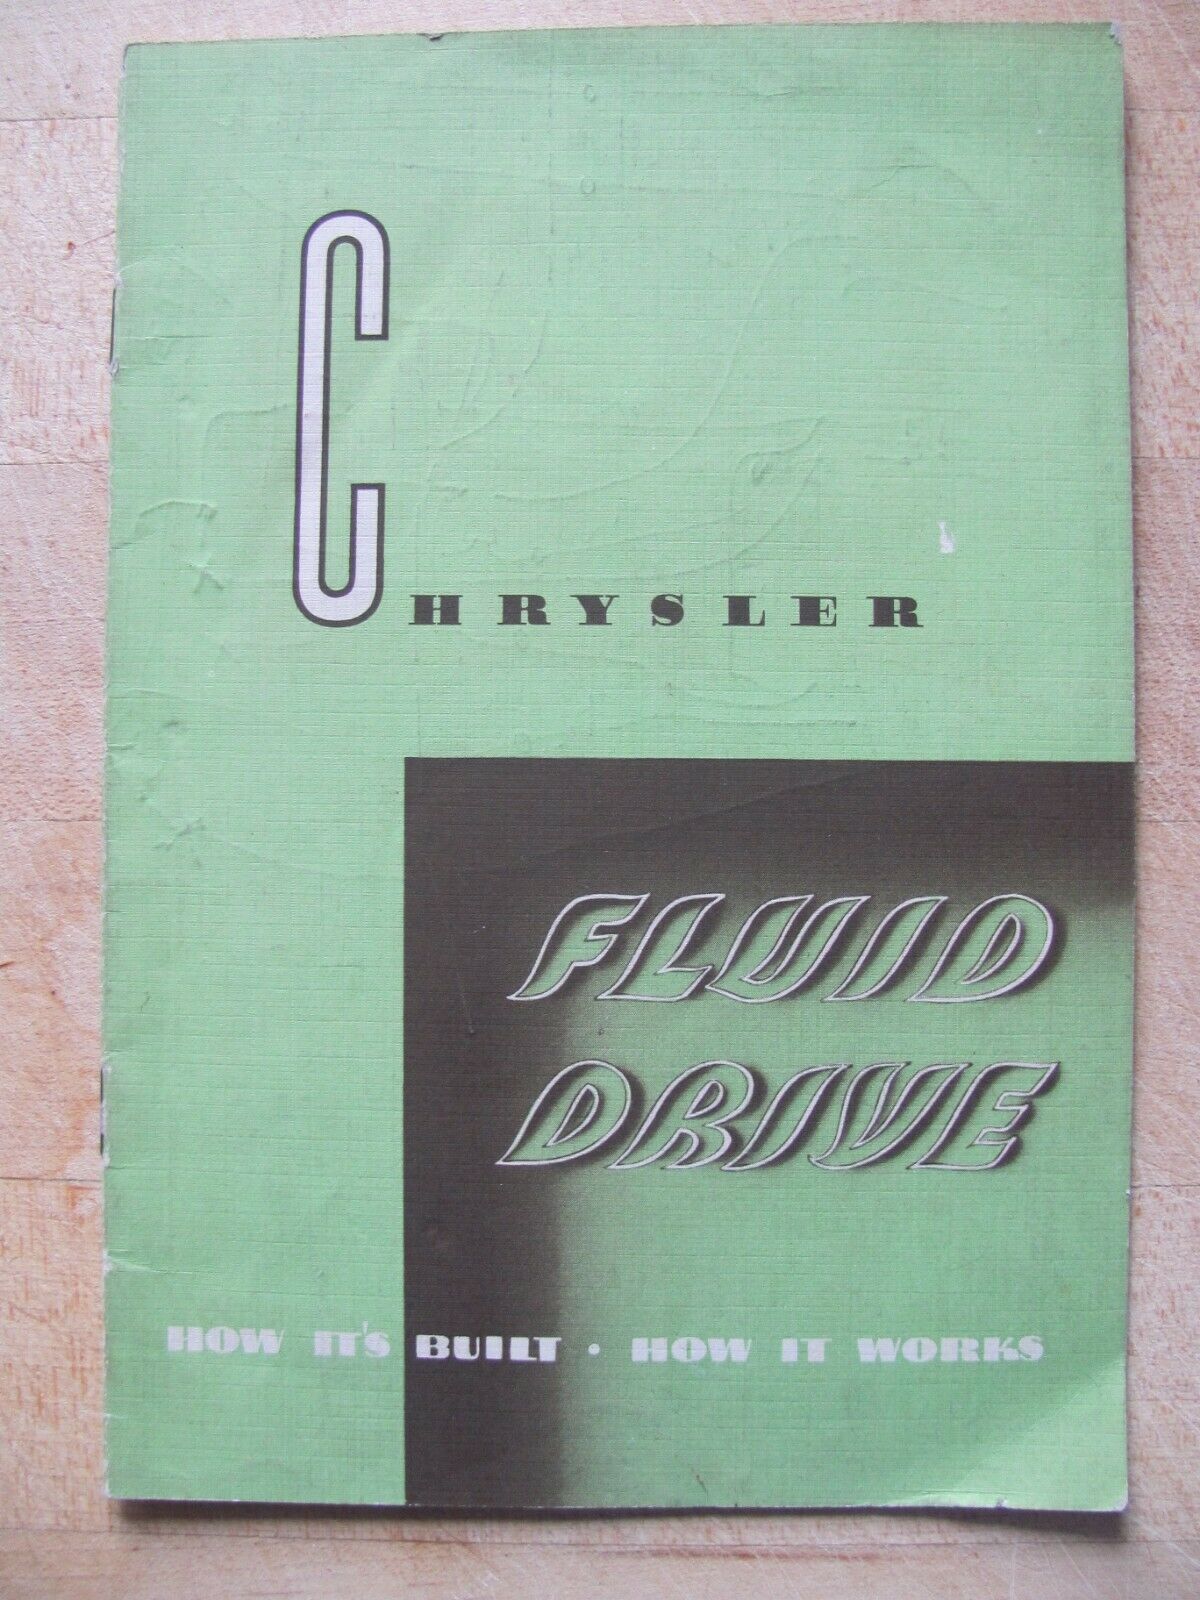 CHRYSLER
FLUID
DRIVE
HOW IT'S BUILT • HOW IT WORKS